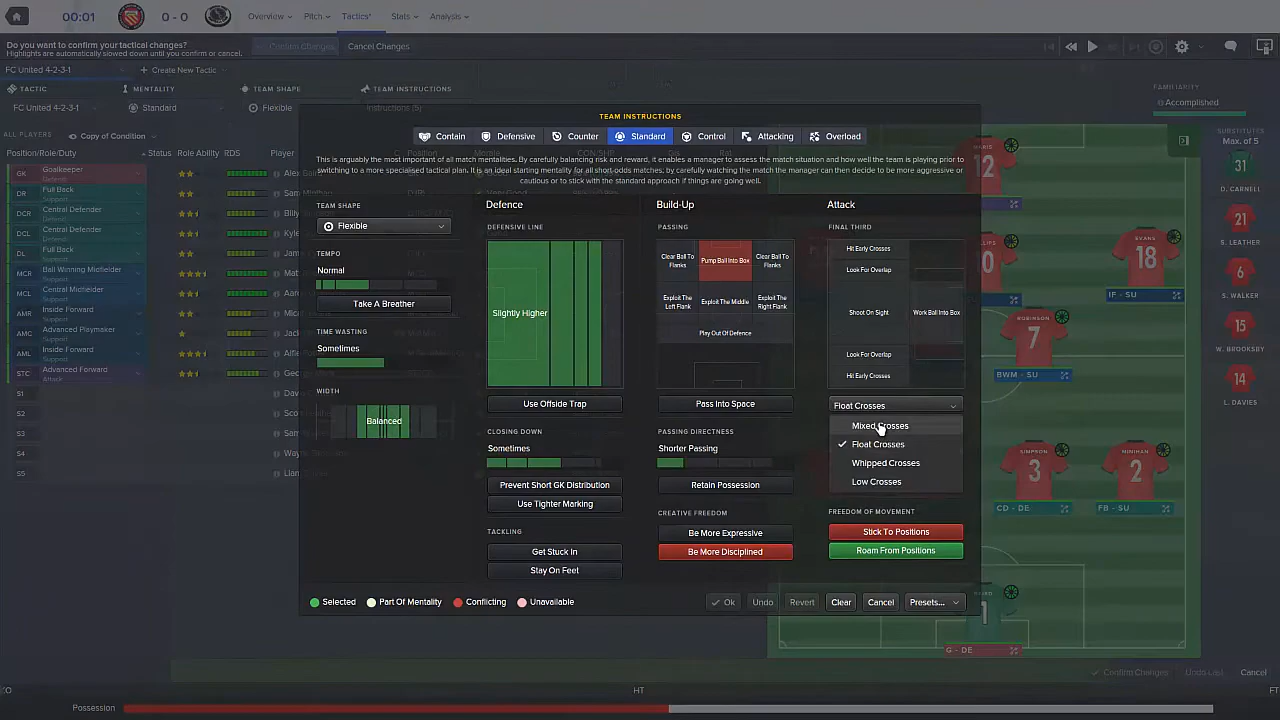 00:01 0 - 0 Overview Pitch Tactics* Stats Analysis
Do you want to confirm your tactical changes?
Highlights are automatically slowed down until you confirm or cancel.
Confirm Changes Cancel Changes
FC United 4-2-3-1 + Create New Tactic
TACTIC MENTALITY TEAM SHAPE TEAM INSTRUCTIONS
FC United 4-2-3-1 Standard Flexible Instructions (5)
FAMILIARITY
Accomplished
ALL PLAYERS Copy of Condition
Position/Role/Duty Status Role Ability RDS Player
GK Goalkeeper
Defend
DR Full Back
Support
DCR Central Defender
Defend
DCL Central Defender
Defend
DL Full Back
Support
MCR Ball Winning Midfielder
Support
MCL Central Midfielder
AMR Inside Forward
Support
AMC Advanced Playmaker
Support
AML Inside Forward
Support
STC Advanced Forward
Attack
S1
S2
S3
S4
S5
TEAM INSTRUCTIONS
Contain Defensive Counter Standard Control Attacking Overload
This is arguably the most important of all match mentalities. By carefully balancing risk and reward, it enables a manager to assess the match situation and how well the team is playing prior to
switching to a more specialised tactical plan. It is an ideal starting mentality for all short-odds matches; by carefully watching the match the manager can then decide to be more aggressive or
cautious or to stick with the standard approach if things are going well.
TEAM SHAPE
Flexible
TEMPO
Normal
Take A Breather
TIME WASTING
Sometimes
WIDTH
Balanced
Defence
DEFENSIVE LINE
Slightly Higher
Use Offside Trap
CLOSING DOWN
Sometimes
Prevent Short GK Distribution
Use Tighter Marking
TACKLING
Get Stuck In
Stay On Feet
Build-Up
PASSING
Clear Ball To Flanks
Pump Ball Into Box
Clear Ball To Flanks
Exploit The Left Flank
Exploit The Middle
Exploit The Right Flank
Play Out Of Defence
Pass Into Space
PASSING DIRECTNESS
Shorter Passing
Retain Possession
CREATIVE FREEDOM
Be More Expressive
Be More Disciplined
Attack
FINAL THIRD
Hit Early Crosses
Look For Overlap
Shoot On Sight
Work Ball Into Box
Look For Overlap
Hit Early Crosses
Float Crosses
Mixed Crosses
Float Crosses
Whipped Crosses
Low Crosses
FREEDOM OF MOVEMENT
Stick To Positions
Roam From Positions
Selected Part Of Mentality Conflicting Unavailable
Ok Undo Revert Clear Cancel Presets...
12
18
EVANS
IF - SU
7
ROBINSON
BWM - SU
3
SIMPSON
CD - DE
2
MINIMAN
FB - SU
1
G - DE
SUBSTITUTES
Max. of 5
31
D. CARNELL
21
S. LEATHER
6
S. WALKER
15
W. BROOKSBY
14
L. DAVIES
Confirm Changes Undo Last Cancel
HT FT
Possession